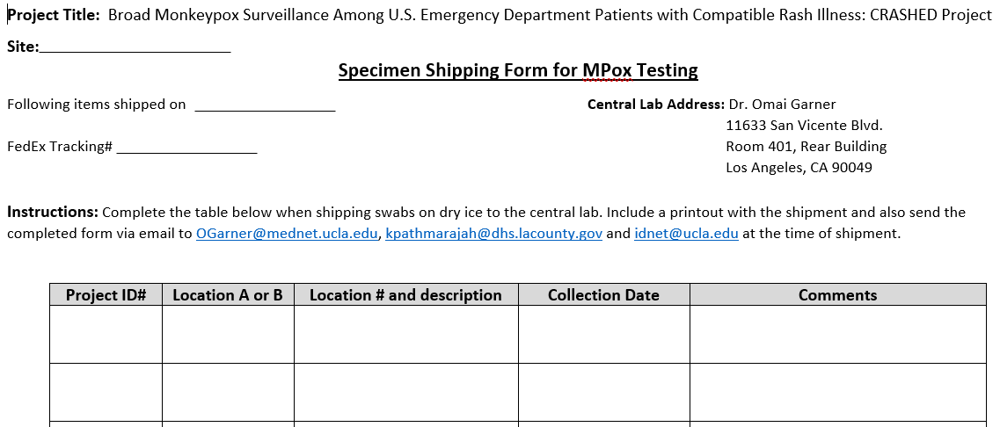 Project Title: Broad Monkeypox Surveillance Among U.S. Emergency Department Patients with Compatible Rash Illness: CRASHED Project
Site:
Specimen Shipping Form for MPox Testing
Following items shipped on
Central Lab Address: Dr. Omai Garner
11633 San Vicente Blvd.
FedEx Tracking#
Room 401, Rear Building
Los Angeles, CA 90049
Instructions: Complete the table below when shipping swabs on dry ice to the central lab. Include a printout with the shipment and also send the
completed form via email to OGarner@mednet.ucla.edu, kpathmarajah@dhs.lacounty.gov and idnet@ucla.edu at the time of shipment.
Project ID# Location A or B Location # and description Collection Date Comments